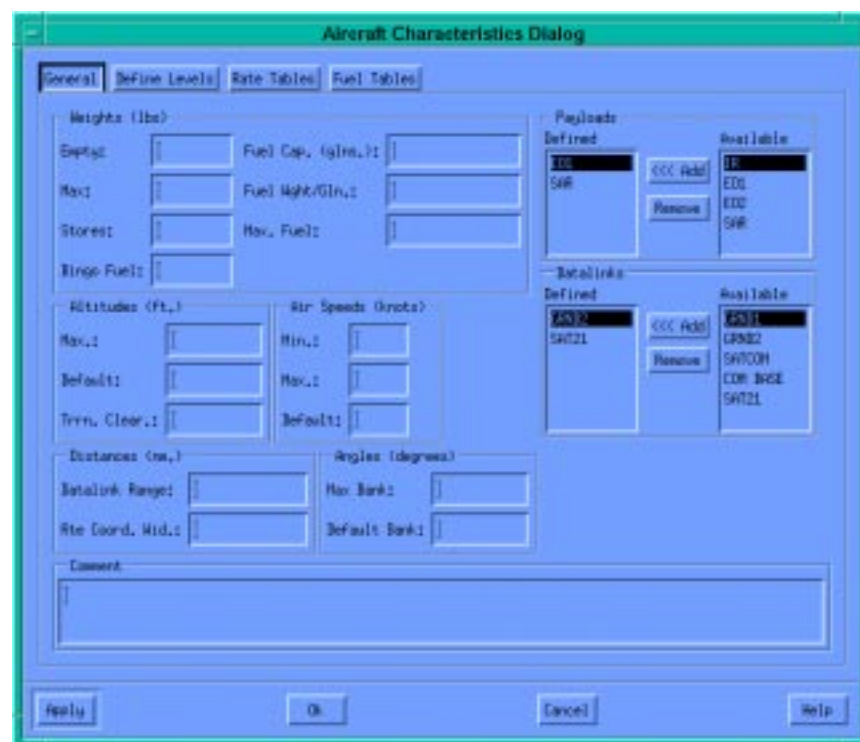 Aircraft Characteristics Dialog
General Define Levels Rate Tables Fuel Tables
Weights (lbs)
Empty: Fuel Cap. (glns.):
Max: Fuel Wght/Gln.:
Stores: Max. Fuel:
Bingo Fuel:
Payloads
Defined Available
EO1 <<< Add IR
SAR EO1
Remove EO2
SAR
Altitudes (ft.)
Max.:
Default:
Trrn. Clear.:
Air Speeds (knots)
Min.:
Max.:
Default:
Datalinks
Defined Available
GRND2 <<< Add GRND1
SAT21 GRND2
Remove SATCOM
COM BASE
SAT21
Distances (nm.)
Datalink Range:
Rte Coord. Wid.:
Angles (degrees)
Max Bank:
Default Bank:
Comment
Apply Ok Cancel Help